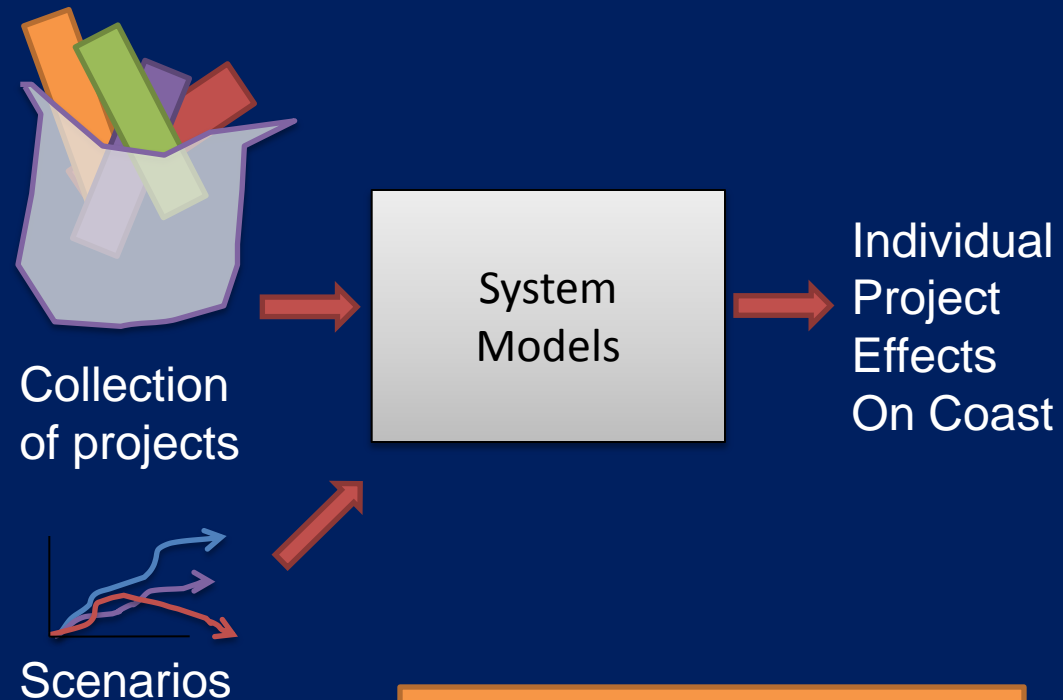 Collection
of projects
System
Models
Individual
Project
Effects
On Coast
Scenarios